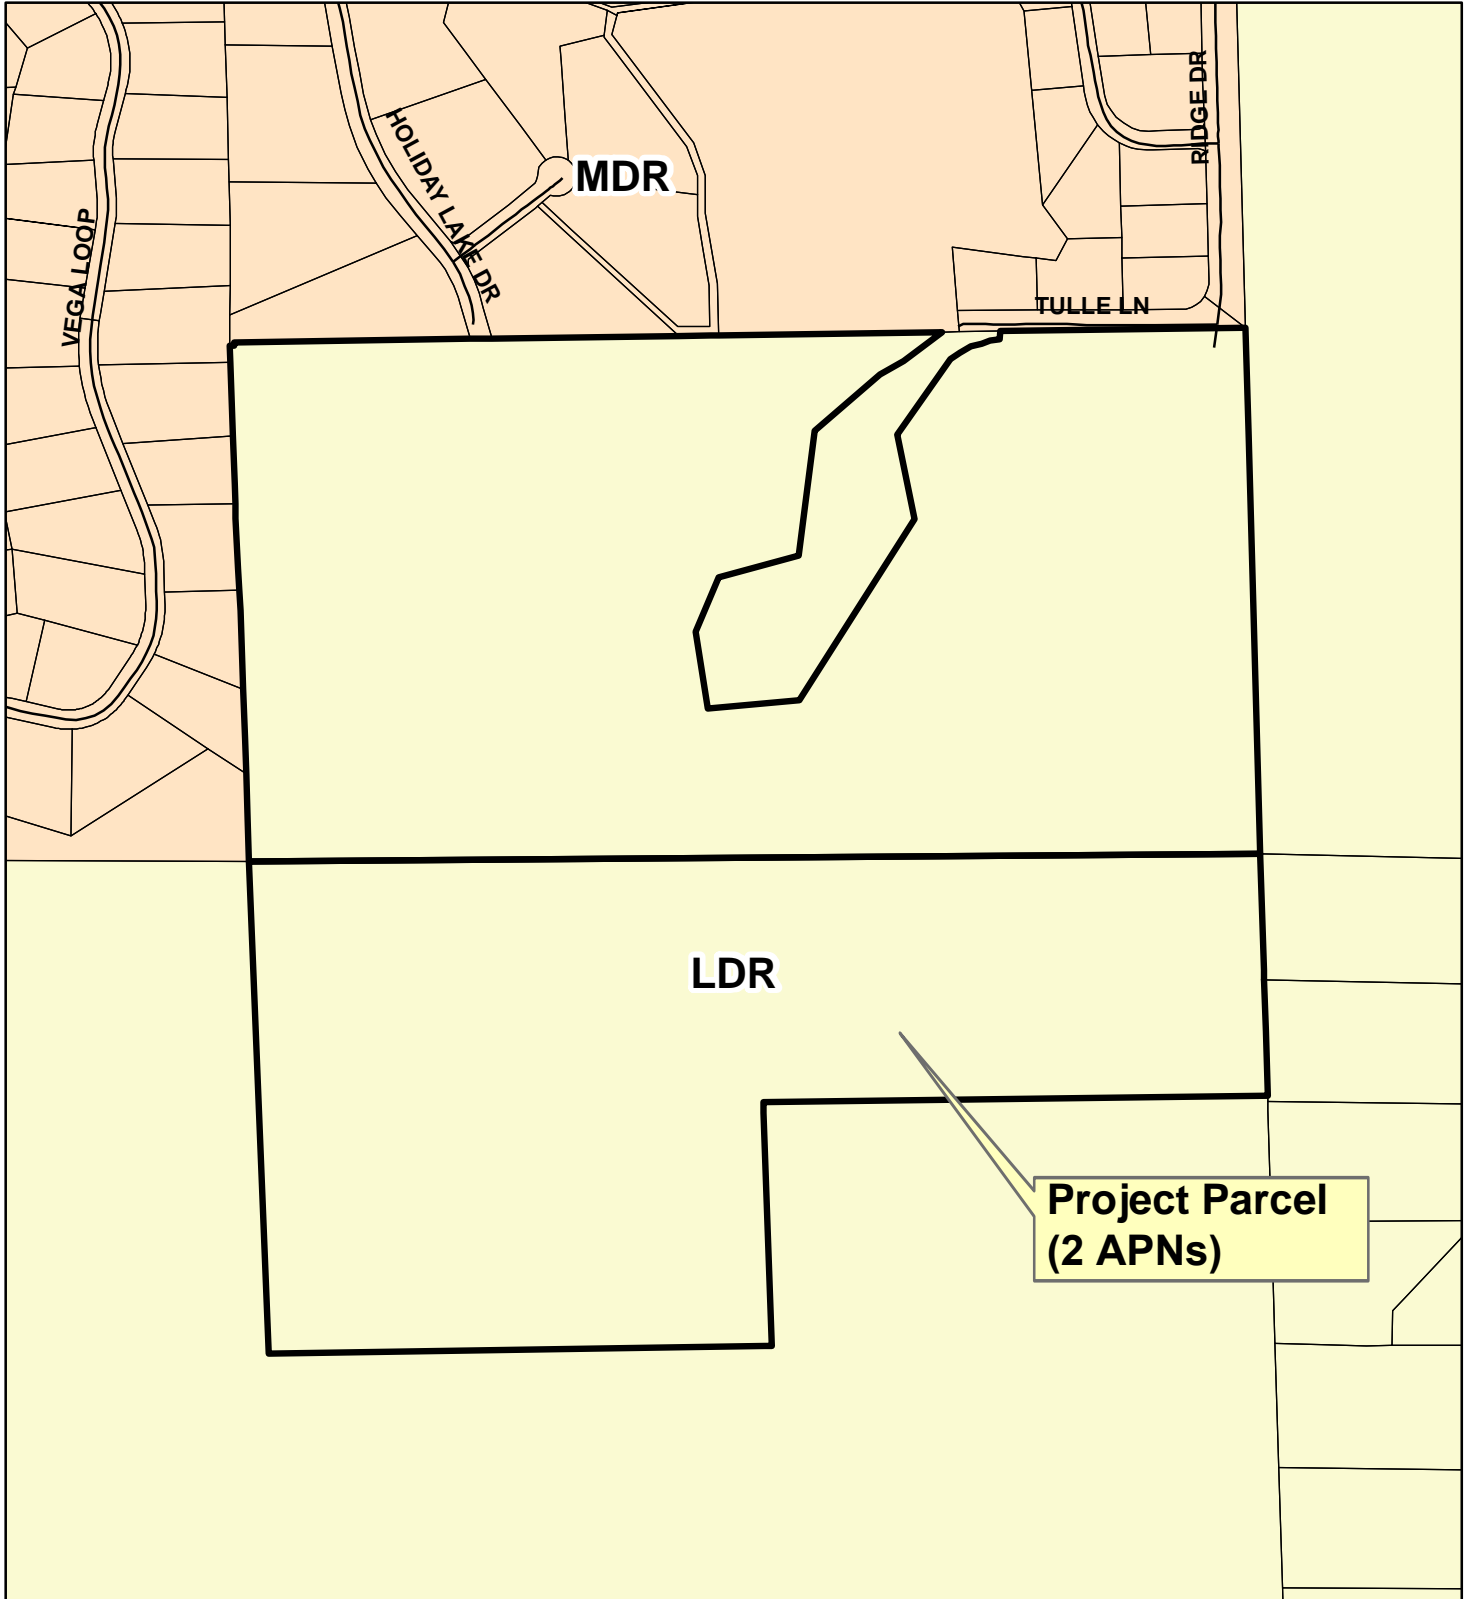 RIDGE DR
HOLIDAY LAKE DR
MDR
VEGA LOOP
TULLE LN
LDR
Project Parcel
(2 APNs)